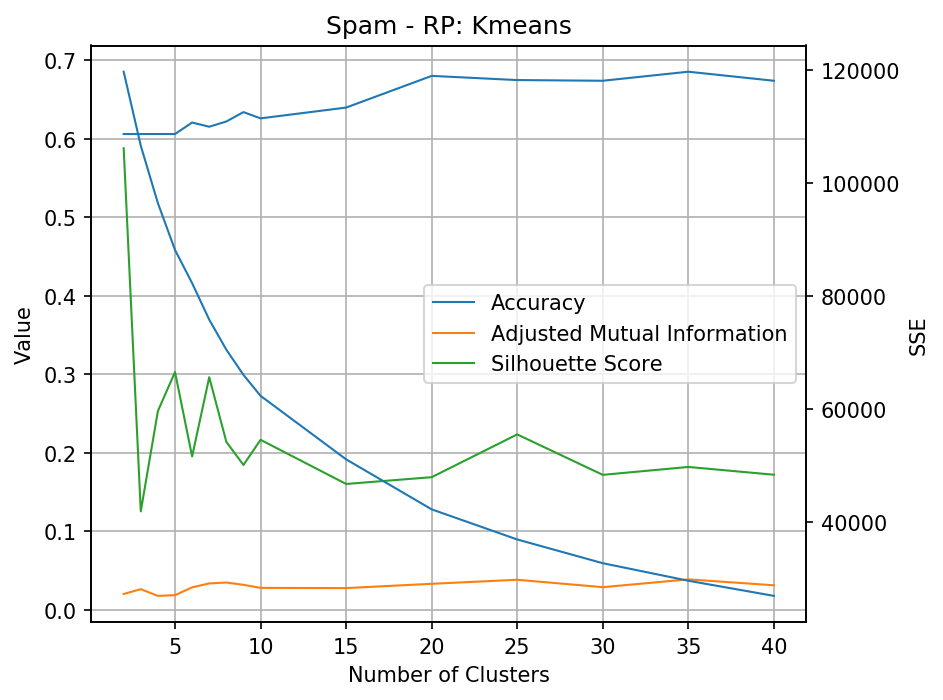 Spam - RP: Kmeans
0.7
0.6
0.5
0.4
0.3
0.2
0.1
0.0
Value
120000
100000
80000
60000
40000
SSE
Accuracy
Adjusted Mutual Information
Silhouette Score
5 10 15 20 25 30 35 40
Number of Clusters